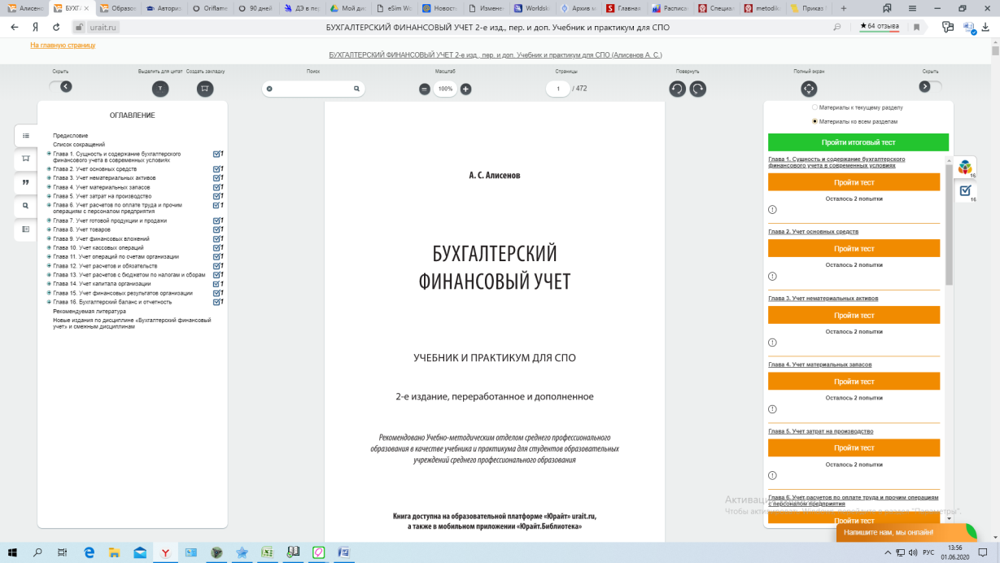 Алисено
БУХГА
Образов
Авториз
Oriflame
90 дней
ДЭ в пер
Мой дис
eSim Wo
Новость
Изменен
Worldski
Архив м
Главная
Расписа
Специал
metodika
Приказ
urait.ru
БУХГАЛТЕРСКИЙ ФИНАНСОВЫЙ УЧЕТ 2-е изд., пер. и доп. Учебник и практикум для СПО
64 отзыва
На главную страницу
БУХГАЛТЕРСКИЙ ФИНАНСОВЫЙ УЧЕТ 2-е изд., пер. и доп. Учебник и практикум для СПО (Алисенов А. С.)
Скрыть
Выделить для цитат
Создать закладку
Поиск
Масштаб
Страницы
Повернуть
Полный экран
Скрыть
100%
1 / 472
ОГЛАВЛЕНИЕ
Предисловие
Список сокращений
Глава 1. Сущность и содержание бухгалтерского 1
финансового учета в современных условиях
Глава 2. Учет основных средств 1
Глава 3. Учет нематериальных активов 1
Глава 4. Учет материальных запасов 1
Глава 5. Учет затрат на производство 1
Глава 6. Учет расчетов по оплате труда и прочим 1
операциям с персоналом предприятия
Глава 7. Учет готовой продукции и продажи 1
Глава 8. Учет товаров 1
Глава 9. Учет финансовых вложений 1
Глава 10. Учет кассовых операций 1
Глава 11. Учет операций по счетам организации 1
Глава 12. Учет расчетов и обязательств 1
Глава 13. Учет расчетов с бюджетом по налогам и сборам 1
Глава 14. Учет капитала организации 1
Глава 15. Учет финансовых результатов организации 1
Глава 16. Бухгалтерский баланс и отчетность 1
Рекомендуемая литература
Новые издания по дисциплине «Бухгалтерский финансовый
учет» и смежным дисциплинам
А. С. Алисенов
БУХГАЛТЕРСКИЙ
ФИНАНСОВЫЙ УЧЕТ
УЧЕБНИК И ПРАКТИКУМ ДЛЯ СПО
2-е издание, переработанное и дополненное
Рекомендовано Учебно-методическим отделом среднего профессионального
образования в качестве учебника и практикума для студентов образовательных
учреждений среднего профессионального образования
Книга доступна на образовательной платформе «Юрайт» urait.ru,
а также в мобильном приложении «Юрайт.Библиотека»
Материалы к текущему разделу
Материалы ко всем разделам
Пройти итоговый тест
Глава 1. Сущность и содержание бухгалтерского
финансового учета в современных условиях
Пройти тест
Осталось 2 попытки
Глава 2. Учет основных средств
Пройти тест
Осталось 2 попытки
Глава 3. Учет нематериальных активов
Пройти тест
Осталось 2 попытки
Глава 4. Учет материальных запасов
Пройти тест
Осталось 2 попытки
Глава 5. Учет затрат на производство
Пройти тест
Осталось 2 попытки
Глава 6. Учет расчетов по оплате труда и прочим операциям
с персоналом предприятия
Пройти тест
16
16
Напишите нам, мы онлайн!
РУС
13:56
01.06.2020